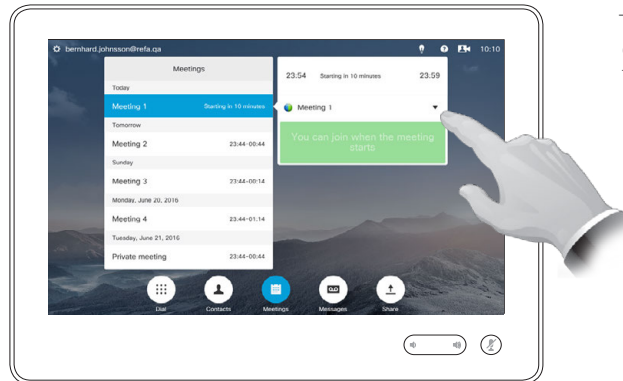 bernhard.johnsson@refa.qa
10:10
Meetings
Today
Meeting 1 Starting in 10 minutes
Tomorrow
Meeting 2 23:44-00:44
Sunday
Meeting 3 23:44-00:14
Monday, June 20, 2016
Meeting 4 23:44-01:14
Tuesday, June 21, 2016
Private meeting 23:44-00:44
23.54 Starting in 10 minutes 23.59
Meeting 1
You can join when the meeting
starts
Dial Contacts Meetings Messages Share